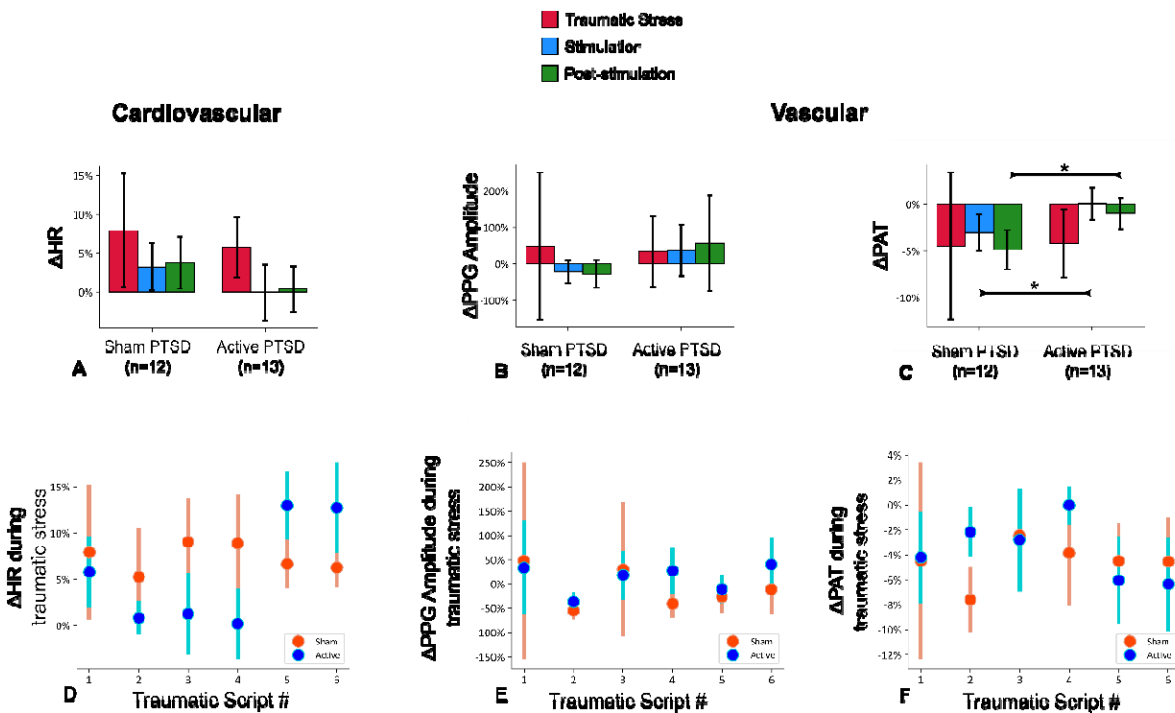 Traumatic Stress
Stimulation
Post-stimulation
Cardiovascular
Vascular
ΔHR
15%
10%
5%
0%
Sham PTSD
(n=12)
Active PTSD
(n=13)
A
ΔPPG Amplitude
200%
100%
0%
-100%
Sham PTSD
(n=12)
Active PTSD
(n=13)
B
ΔPAT
0%
-5%
-10%
*
*
Sham PTSD
(n=12)
Active PTSD
(n=13)
C
ΔHR during
traumatic stress
15%
10%
5%
0%
Sham
Active
1 2 3 4 5 6
D Traumatic Script #
ΔPPG Amplitude during
traumatic stress
250%
200%
150%
100%
50%
0%
-50%
100%
-150%
Sham
Active
1 2 3 4 5 6
E Traumatic Script #
ΔPAT during
traumatic stress
4%
2%
0%
-2%
-4%
-6%
-8%
-10%
-12%
Sham
Active
1 2 3 4 5 6
F Traumatic Script #